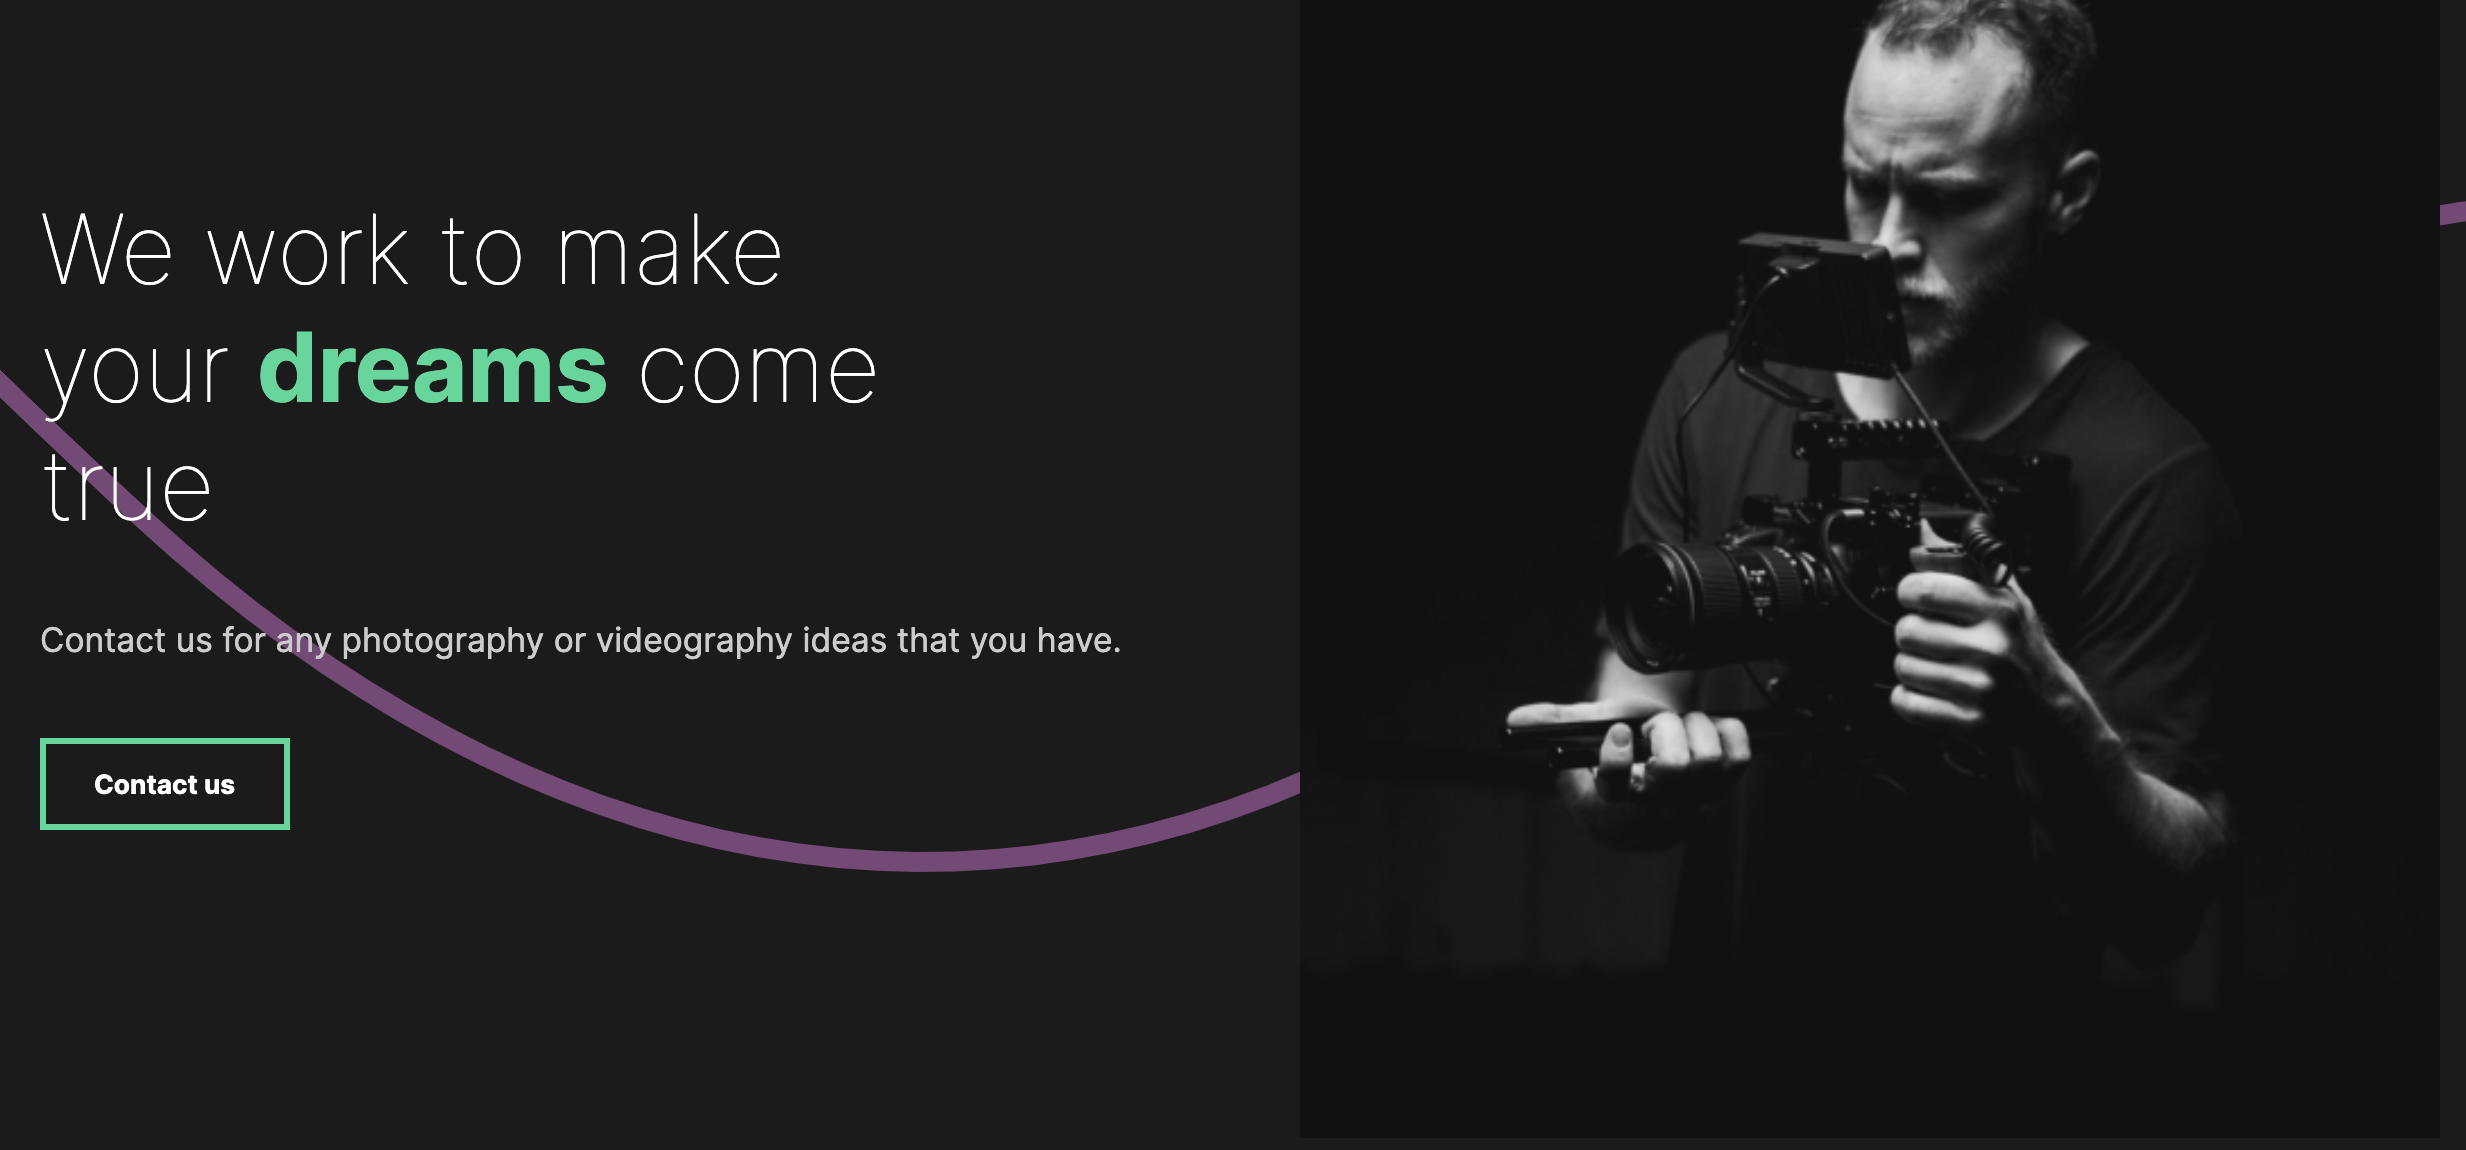 We work to make
your dreams come
true
Contact us for any photography or videography ideas that you have.
Contact us